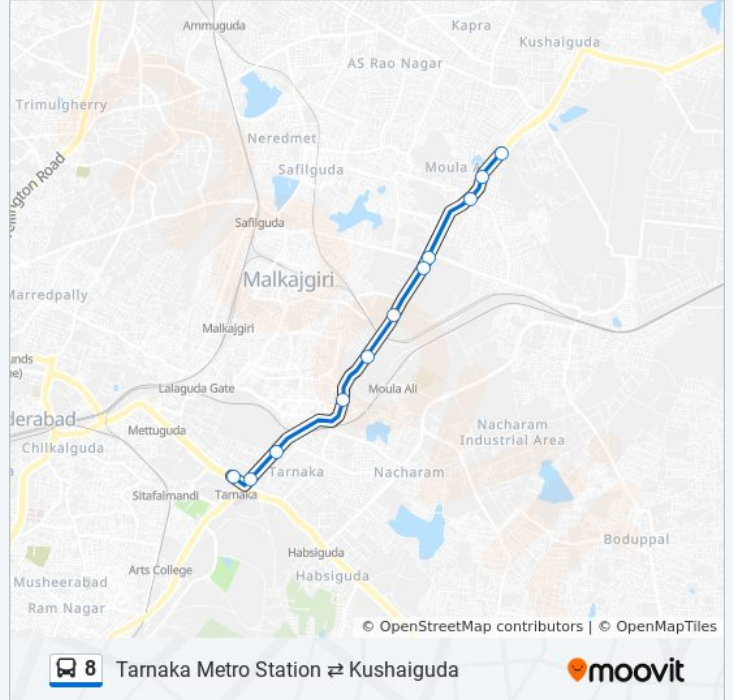 Ammuguda
Kapra
Kushaiguda
AS Rao Nagar
Trimulgherry
Neredmet
Safilguda
Moula A
ellington Road
Safilguda
Malkajgiri
Marredpally
Malkajgiri
unds
ne)
Lalaguda Gate
Moula Ali
derabad
Mettuguda
Nacharam
Industrial Area
Chilkalguda
Tarnaka
Nacharam
Sitafalmandi
Tarnaka
Boduppal
Habsiguda
Arts College
Habsiguda
Musheerabad
Ram Nagar
© OpenStreetMap contributors | © OpenMapTiles
8 Tarnaka Metro Station ⇄ Kushaiguda
moovit